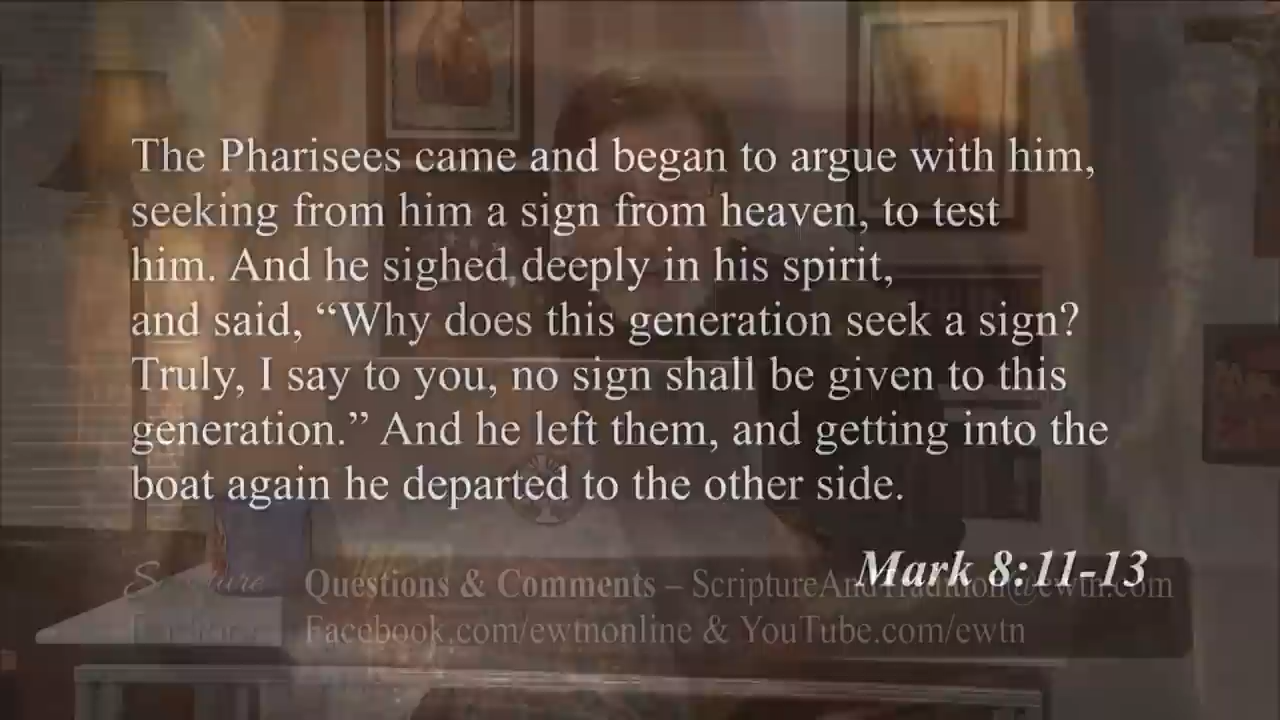 The Pharisees came and began to argue with him,
seeking from him a sign from heaven, to test
him. And he sighed deeply in his spirit,
and said, “Why does this generation seek a sign?
Truly, I say to you, no sign shall be given to this
generation.” And he left them, and getting into the
boat again he departed to the other side.
Mark 8:11-13
Scripture
Questions & Comments – ScriptureAndTradition@ewtn.com
Facebook.com/ewtnonline & YouTube.com/ewtn